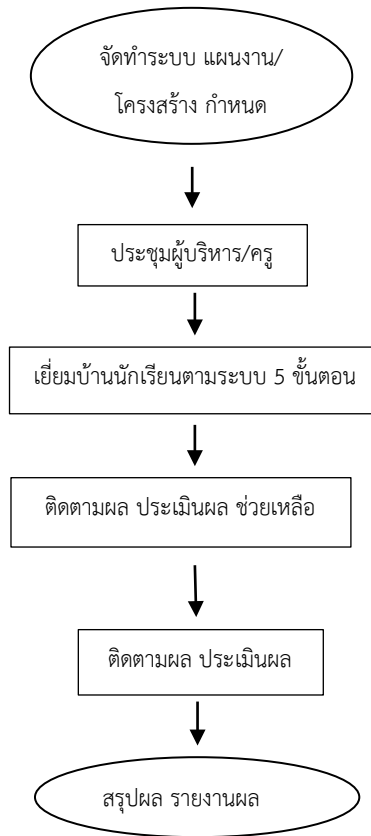 จัดทำระบบ แผนงาน/
โครงสร้าง กำหนด
ประชุมผู้บริหาร/ครู
เยี่ยมบ้านนักเรียนตามระบบ 5 ขั้นตอน
ติดตามผล ประเมินผล ช่วยเหลือ
ติดตามผล ประเมินผล
สรุปผล รายงานผล